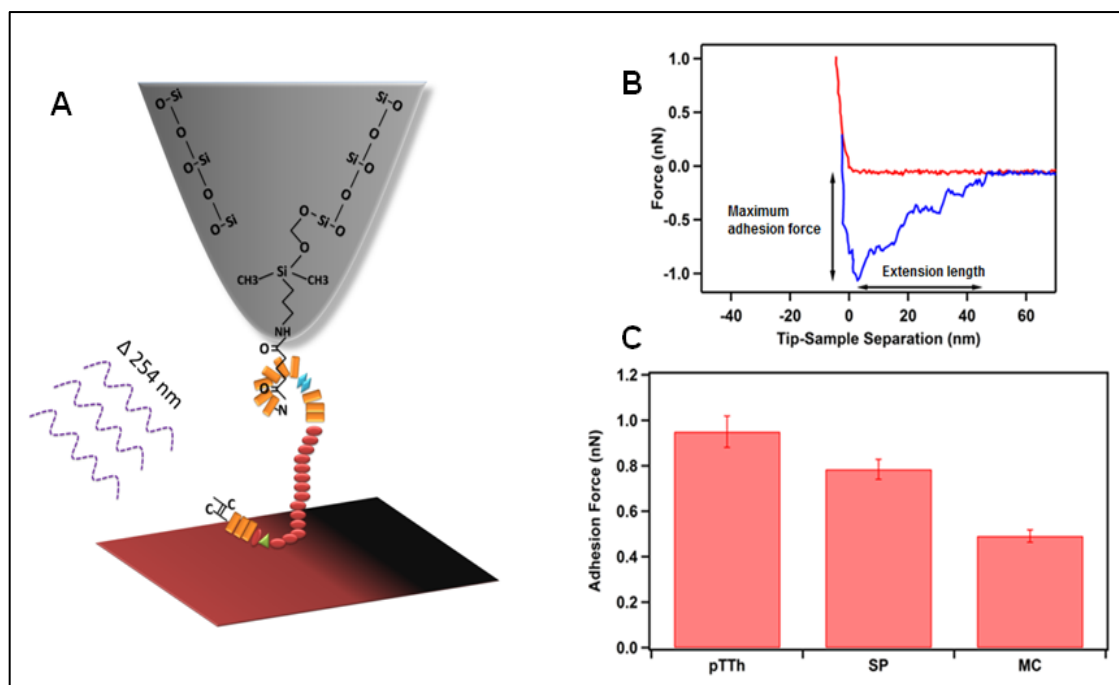 A
O-Si
O
Si
O
O
Si
Si-O
O
Si-O
O
O-Si
O
CH3
Si
CH3
NH
O
O
N
Δ 254 nm
C
C
B
1.0
0.5
0.0
-0.5
-1.0
Force (nN)
Maximum
adhesion force
Extension length
-40
-20
0
20
40
60
Tip-Sample Separation (nm)
C
1.2
1.0
0.8
0.6
0.4
0.2
0.0
Adhesion Force (nN)
pTTh
SP
MC